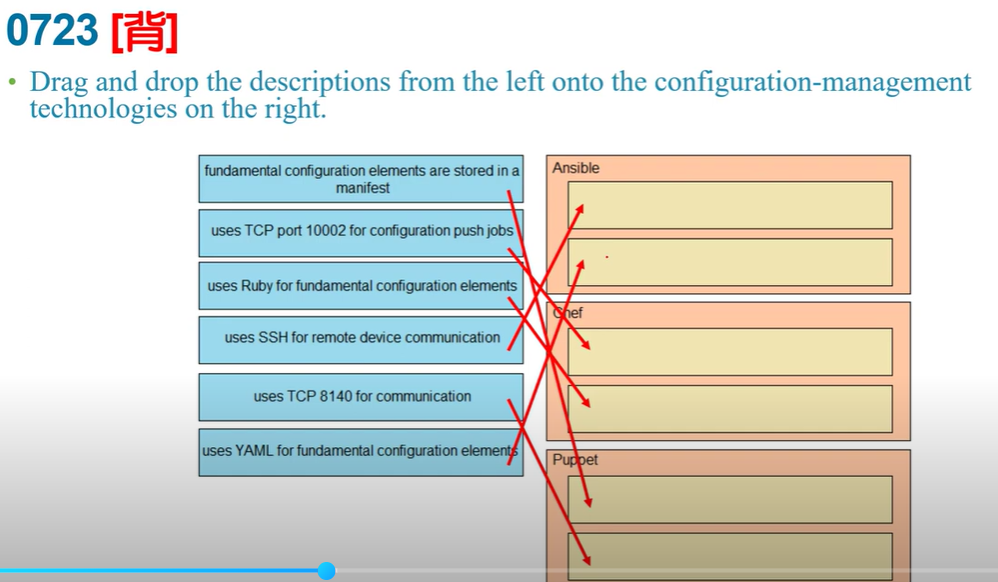 0723 [背]
• Drag and drop the descriptions from the left onto the configuration-management
technologies on the right.
fundamental configuration elements are stored in a
manifest
uses TCP port 10002 for configuration push jobs
uses Ruby for fundamental configuration elements
uses SSH for remote device communication
uses TCP 8140 for communication
uses YAML for fundamental configuration elements
Ansible
Chef
Puppet